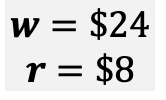 w = $24
r = $8